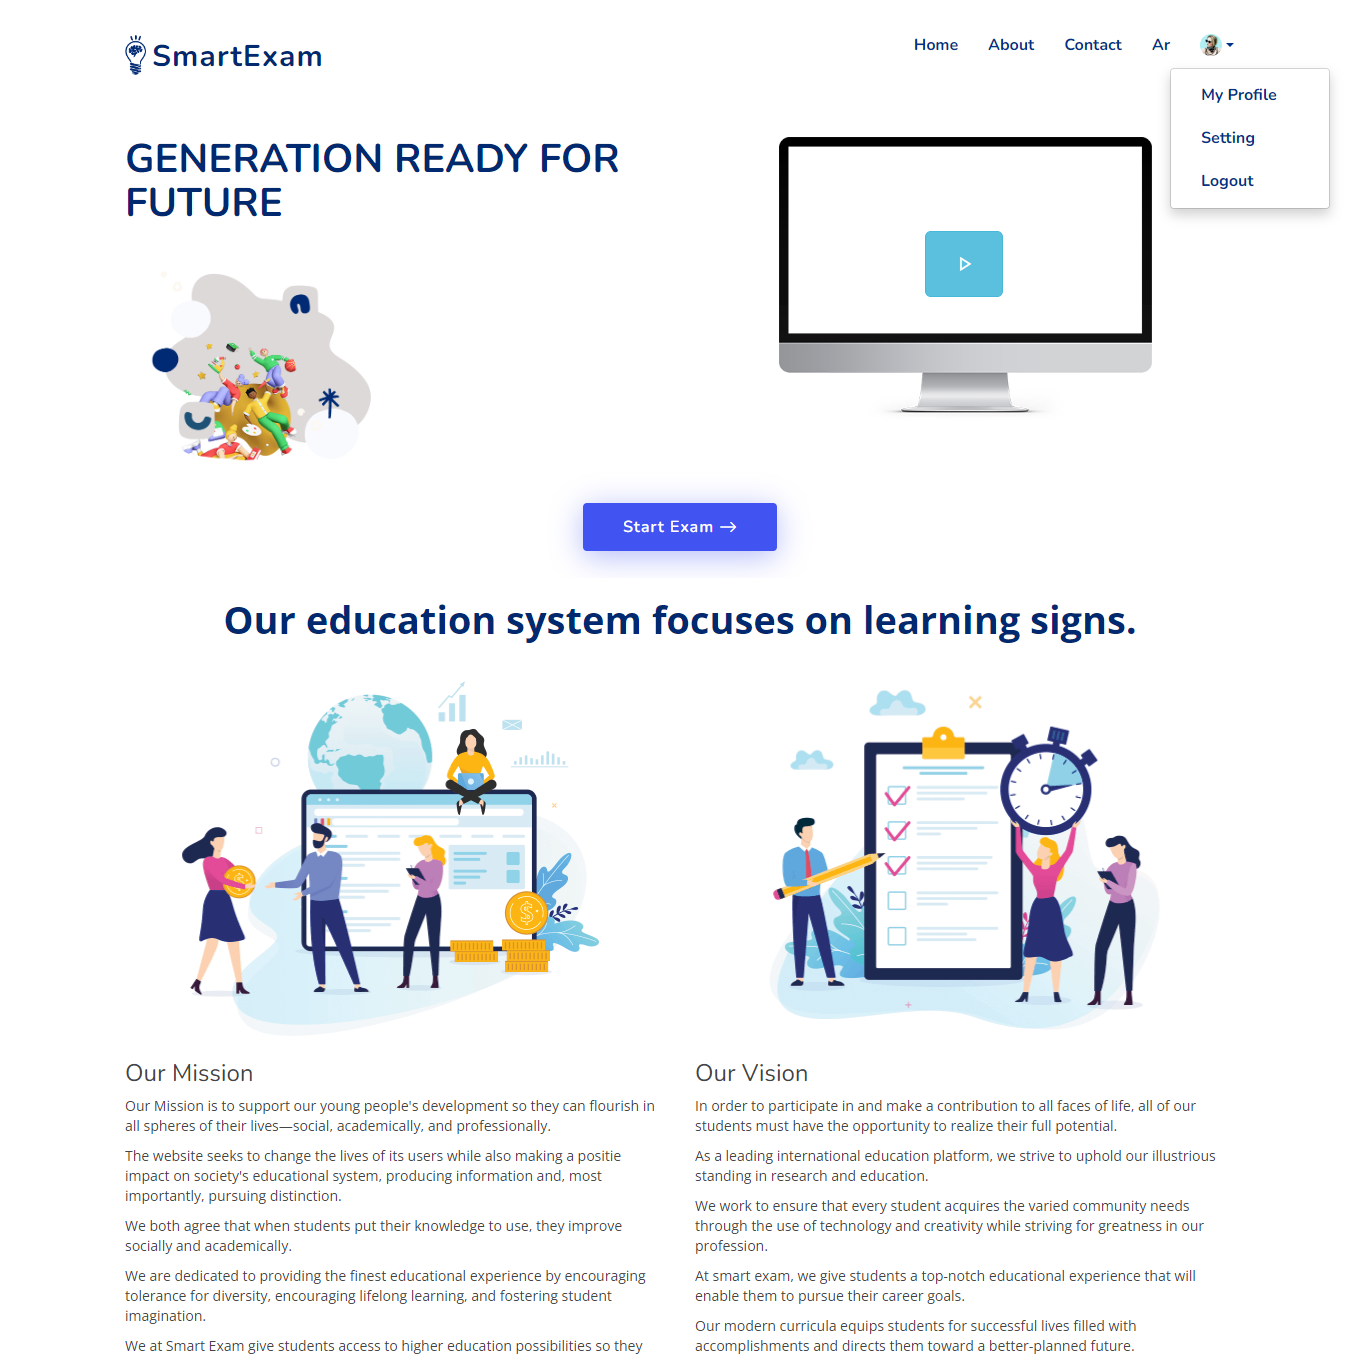 SmartExam
Home
About
Contact
Ar
My Profile
Setting
Logout
GENERATION READY FOR
FUTURE
Start Exam →
Our education system focuses on learning signs.
Our Mission
Our Mission is to support our young people's development so they can flourish in
all spheres of their lives—social, academically, and professionally.
The website seeks to change the lives of its users while also making a positie
impact on society's educational system, producing information and, most
importantly, pursuing distinction.
We both agree that when students put their knowledge to use, they improve
socially and academically.
We are dedicated to providing the finest educational experience by encouraging
tolerance for diversity, encouraging lifelong learning, and fostering student
imagination.
We at Smart Exam give students access to higher education possibilities so they
Our Vision
In order to participate in and make a contribution to all faces of life, all of our
students must have the opportunity to realize their full potential.
As a leading international education platform, we strive to uphold our illustrious
standing in research and education.
We work to ensure that every student acquires the varied community needs
through the use of technology and creativity while striving for greatness in our
profession.
At smart exam, we give students a top-notch educational experience that will
enable them to pursue their career goals.
Our modern curricula equips students for successful lives filled with
accomplishments and directs them toward a better-planned future.